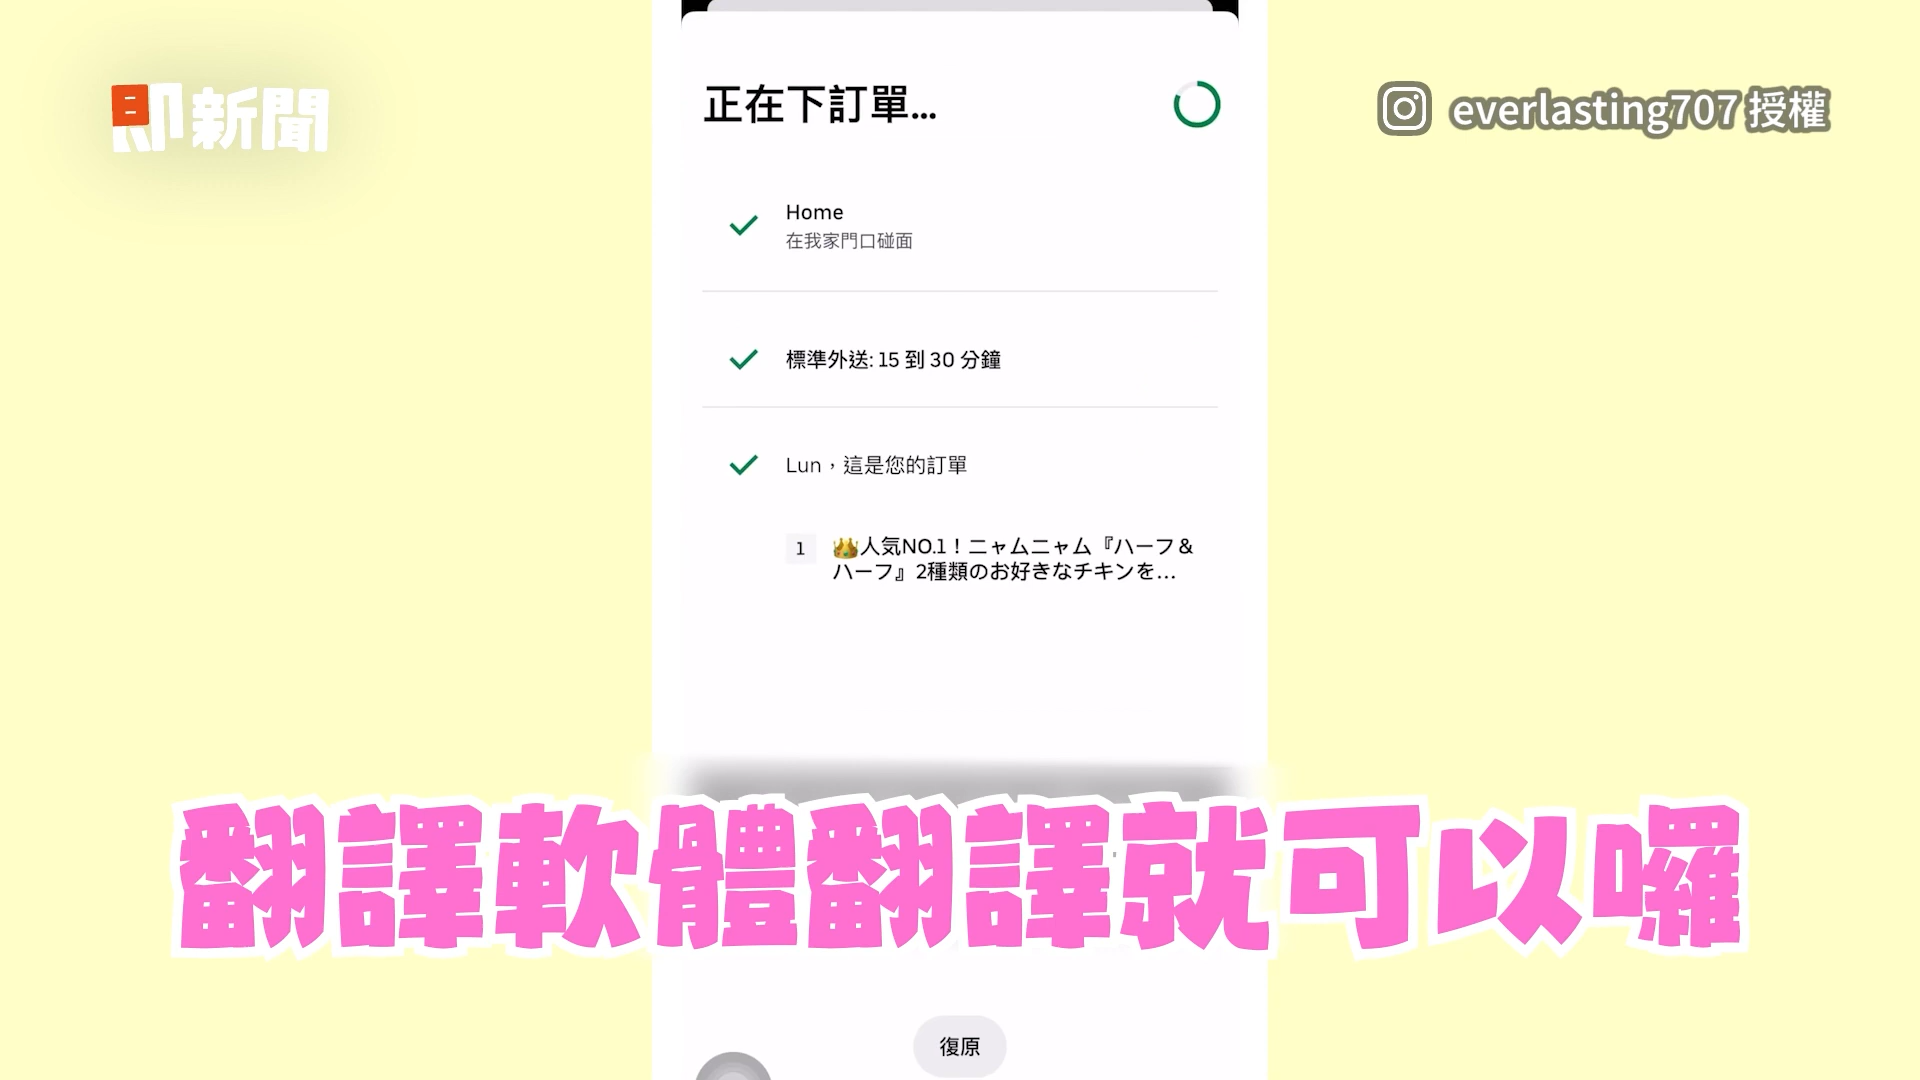 即新聞
everlasting707 授權
正在下訂單...
Home
在我家門口碰面
標準外送: 15 到 30 分鐘
Lun，這是您的訂單
1
👑人気NO.1！ニャムニャム『ハーフ＆
ハーフ』2種類のお好きなチキンを...
翻譯軟體翻譯就可以囉
復原